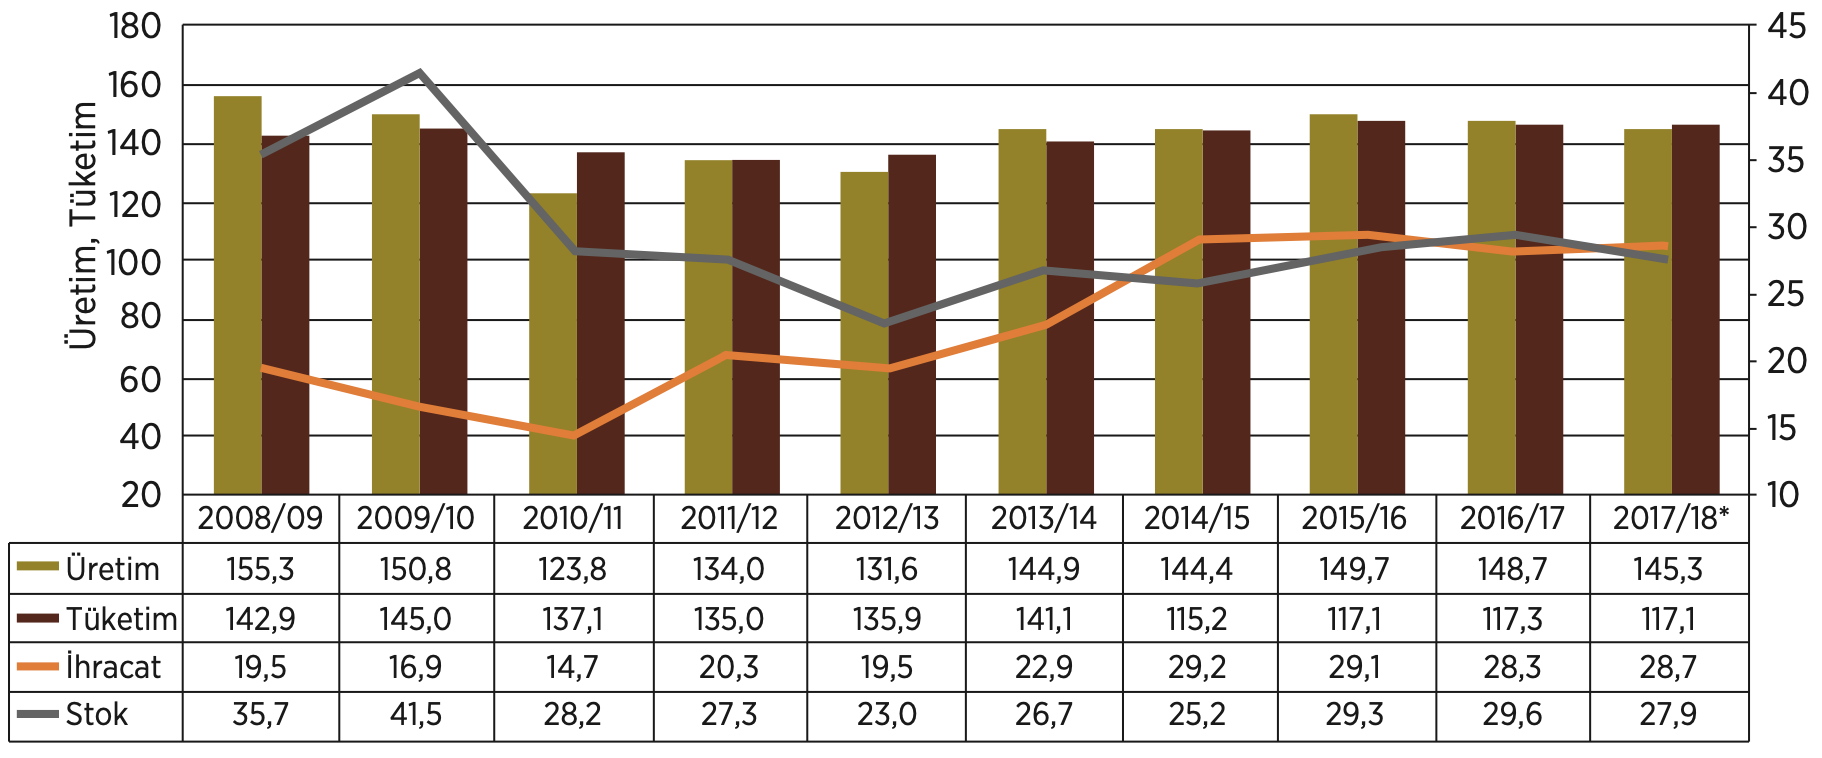 Üretim, Tüketim
180
160
140
120
100
80
60
40
20
45
40
35
30
25
20
15
10
2008/09 2009/10 2010/11 2011/12 2012/13 2013/14 2014/15 2015/16 2016/17 2017/18*
Üretim 155,3 150,8 123,8 134,0 131,6 144,9 144,4 149,7 148,7 145,3
Tüketim 142,9 145,0 137,1 135,0 135,9 141,1 115,2 117,1 117,3 117,1
İhracat 19,5 16,9 14,7 20,3 19,5 22,9 29,2 29,1 28,3 28,7
Stok 35,7 41,5 28,2 27,3 23,0 26,7 25,2 29,3 29,6 27,9